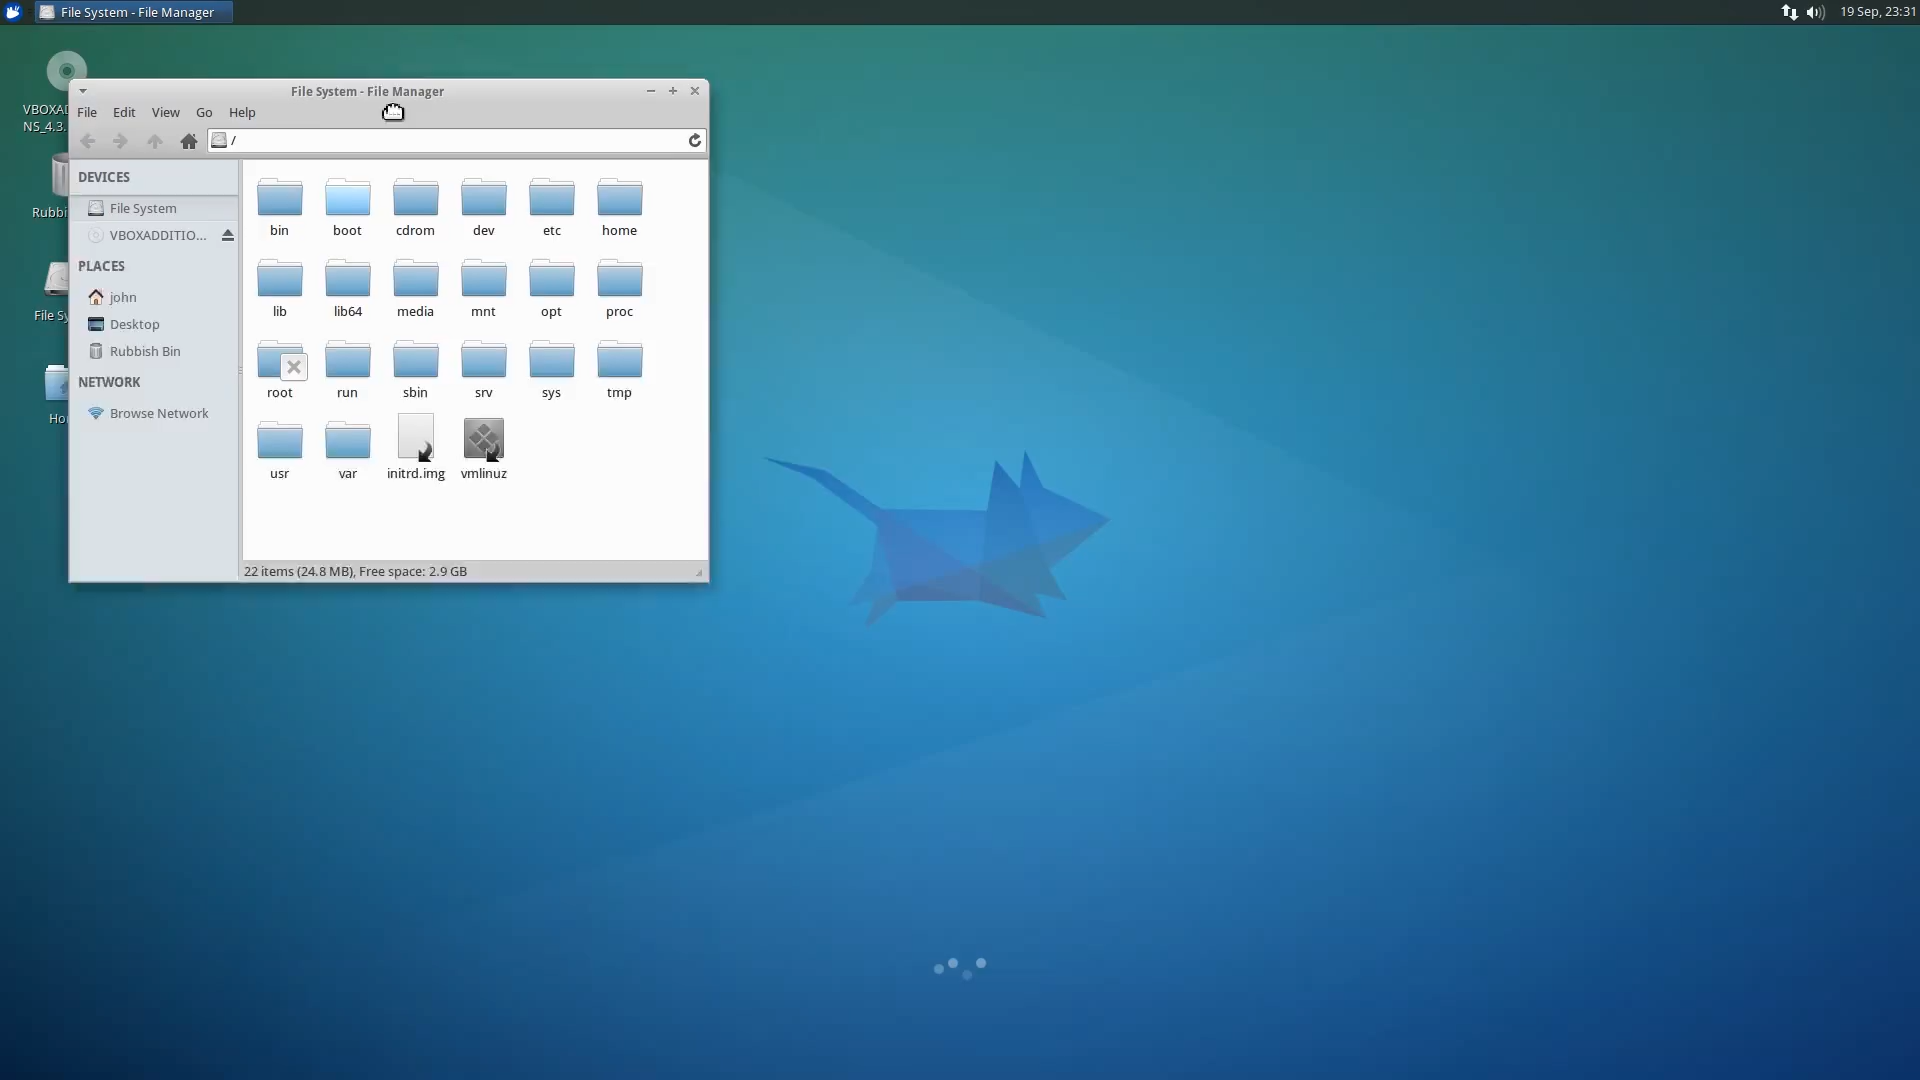 File System - File Manager
19 Sep, 23:31
VBOXAD
NS_4.3.
Rubbi
File Sy
Ho
File System - File Manager
File Edit View Go Help
/
DEVICES
File System
VBOXADDITIO...
PLACES
john
Desktop
Rubbish Bin
NETWORK
Browse Network
bin boot cdrom dev etc home
lib lib64 media mnt opt proc
root run sbin srv sys tmp
usr var initrd.img vmlinuz
22 items (24.8 MB), Free space: 2.9 GB